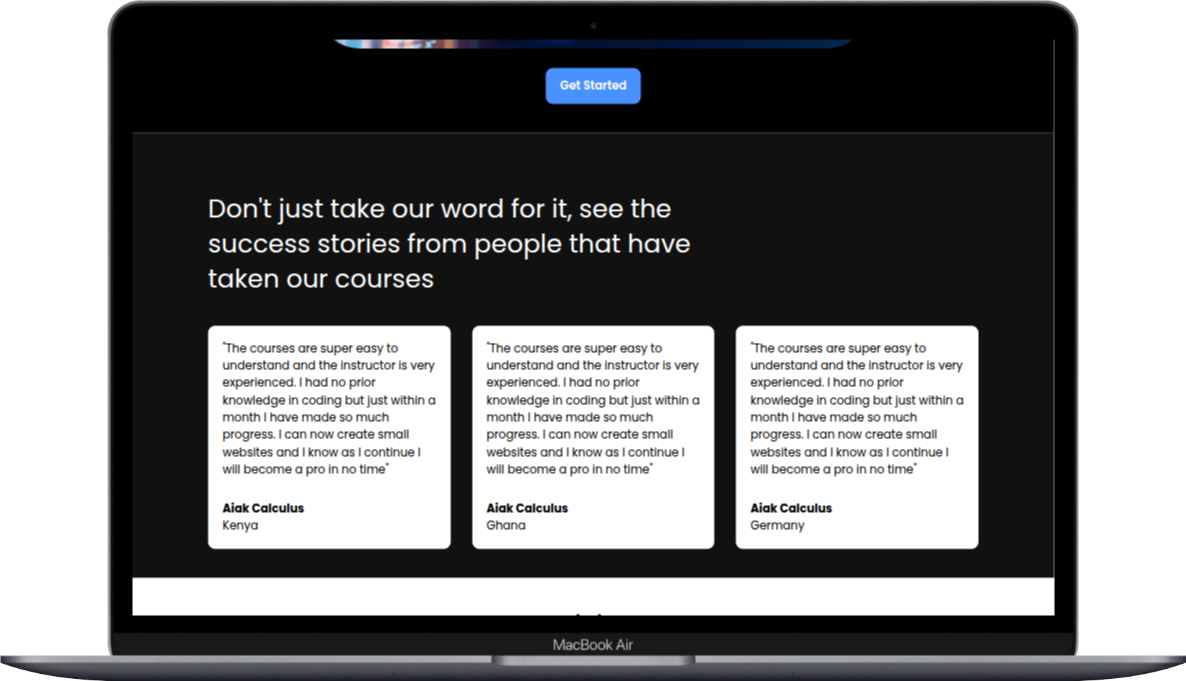 Get Started
Don't just take our word for it, see the
success stories from people that have
taken our courses
"The courses are super easy to
understand and the instructor is very
experienced. I had no prior
knowledge in coding but just within a
month I have made so much
progress. I can now create small
websites and I know as I continue I
will become a pro in no time"
Aiak Calculus
Kenya
"The courses are super easy to
understand and the instructor is very
experienced. I had no prior
knowledge in coding but just within a
month I have made so much
progress. I can now create small
websites and I know as I continue I
will become a pro in no time"
Aiak Calculus
Ghana
"The courses are super easy to
understand and the instructor is very
experienced. I had no prior
knowledge in coding but just within a
month I have made so much
progress. I can now create small
websites and I know as I continue I
will become a pro in no time"
Aiak Calculus
Germany
MacBook Air